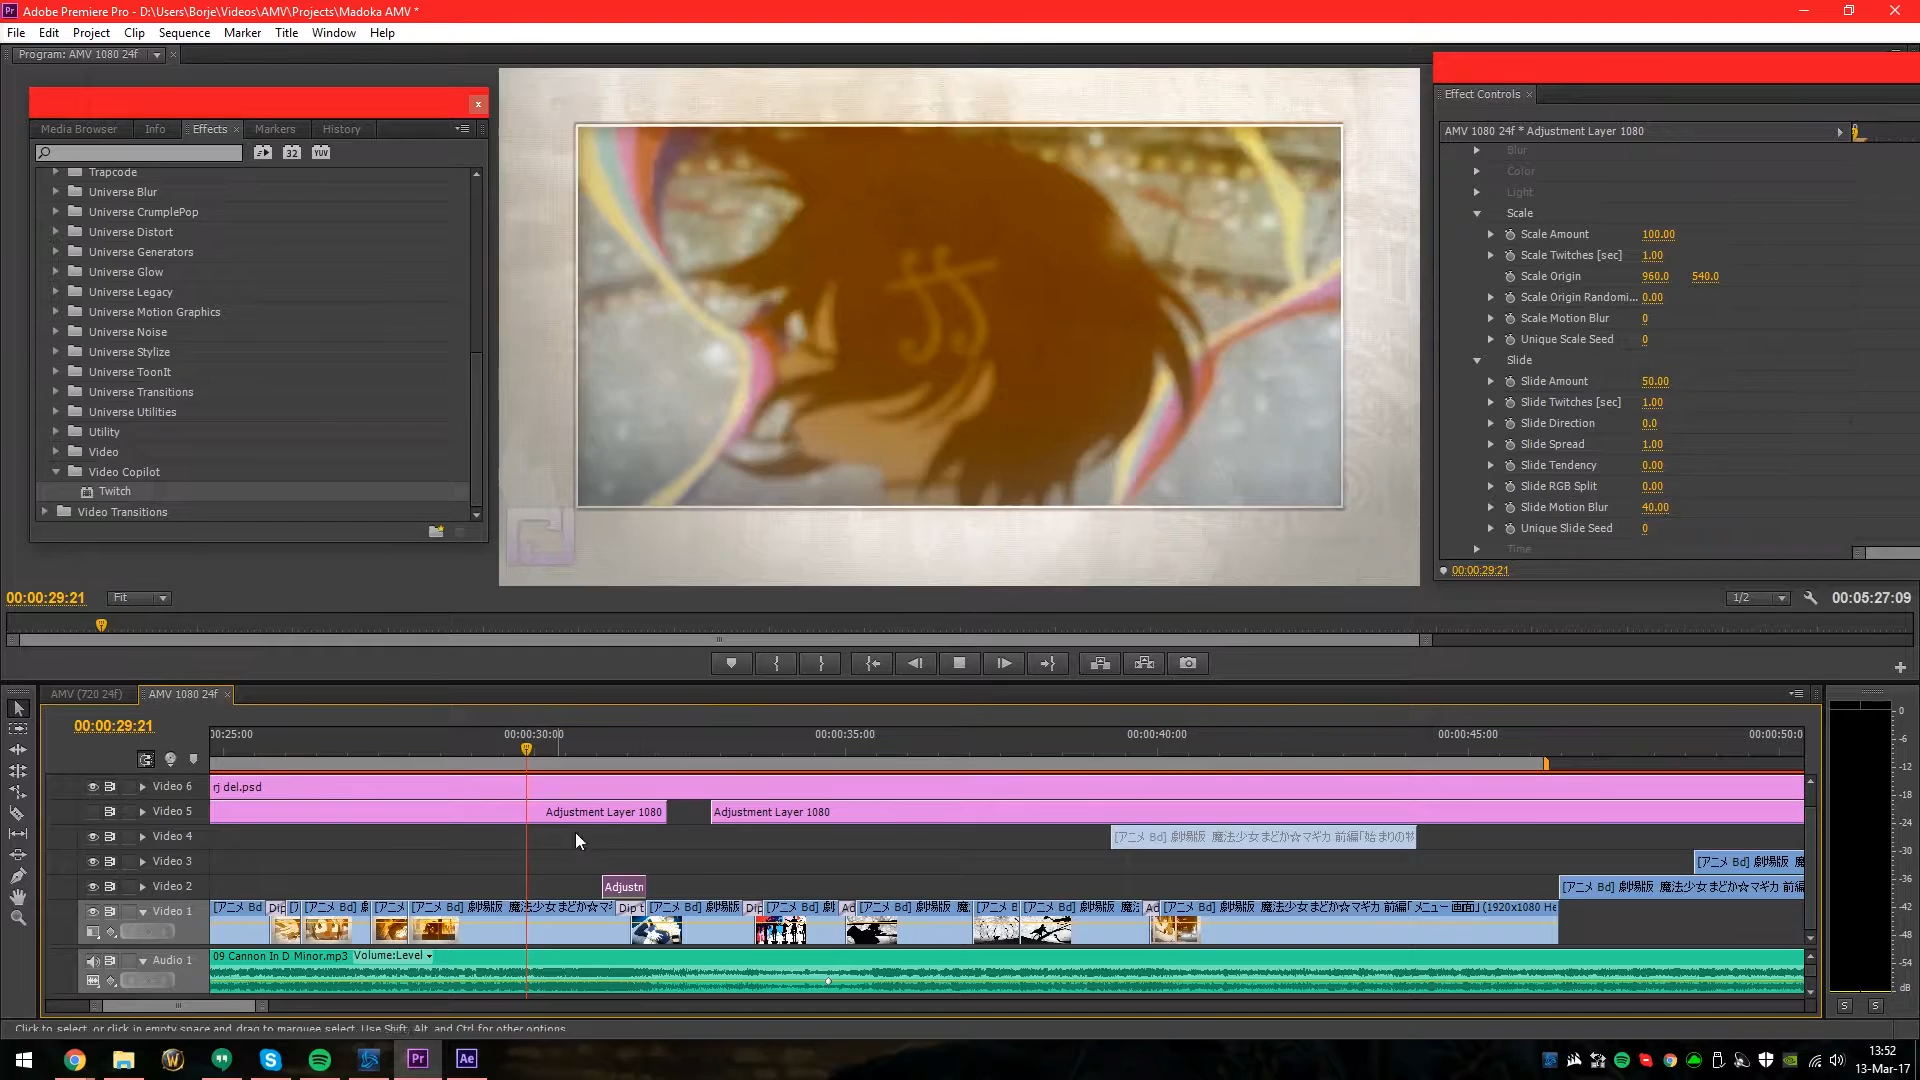 Adobe Premiere Pro - D:\Users\Borje\Videos\AMV\Projects\Madoka AMV *
File Edit Project Clip Sequence Marker Title Window Help
Program: AMV 1080 24f
Effect Controls
Media Browser Info Effects Markers History
32 YUV
Trapcode
Universe Blur
Universe CrumplePop
Universe Distort
Universe Generators
Universe Glow
Universe Legacy
Universe Motion Graphics
Universe Noise
Universe Stylize
Universe ToonIt
Universe Transitions
Universe Utilities
Utility
Video
Video Copilot
Twitch
Video Transitions
AMV 1080 24f * Adjustment Layer 1080
Blur
Color
Light
Scale
Scale Amount 100.00
Scale Twitches [sec] 1.00
Scale Origin 960.0 540.0
Scale Origin Randomi... 0.00
Scale Motion Blur 0
Unique Scale Seed 0
Slide
Slide Amount 50.00
Slide Twitches [sec] 1.00
Slide Direction 0.0
Slide Spread 1.00
Slide Tendency 0.00
Slide RGB Split 0.00
Slide Motion Blur 40.00
Unique Slide Seed 0
Time
00:00:29:21
00:00:29:21 Fit 1/2 00:05:27:09
AMV (720 24f) AMV 1080 24f
00:00:29:21
00:25:00 00:00:30:00 00:00:35:00 00:00:40:00 00:00:45:00 00:00:50:0
Video 6 rj del.psd
Video 5 Adjustment Layer 1080 Adjustment Layer 1080
Video 4 [アニメ Bd] 劇場版 魔法少女まどか☆マギカ 前編「始まりの物
Video 3 [アニメ Bd] 劇場版 魔
Video 2 Adjustn [アニメ Bd] 劇場版 魔法少女まどか☆マギカ 前編
Video 1 [アニメ Bd Dip [ア [アニメ Bd] 劇 [アニメ [アニメ Bd] 劇場版 魔法少女まどか☆マギ Dip t [アニメ Bd] 劇場版 Dip [アニメ Bd] 劇 Ad [アニメ Bd] 劇場版 魔 [アニメ B [アニメ Bd] 劇場版 魔法 Ad [アニメ Bd] 劇場版 魔法少女まどか☆マギカ 前編「メニュー画面」(1920x1080 He
Audio 1 09 Cannon In D Minor.mp3 Volume:Level
0
-6
-12
-18
-24
-30
-36
-42
-48
-54
dB
S S
Click to select, or click in empty space and drag to marquee select. Use Shift, Alt, and Ctrl for other options.
Pr Ae
13:52
13-Mar-17